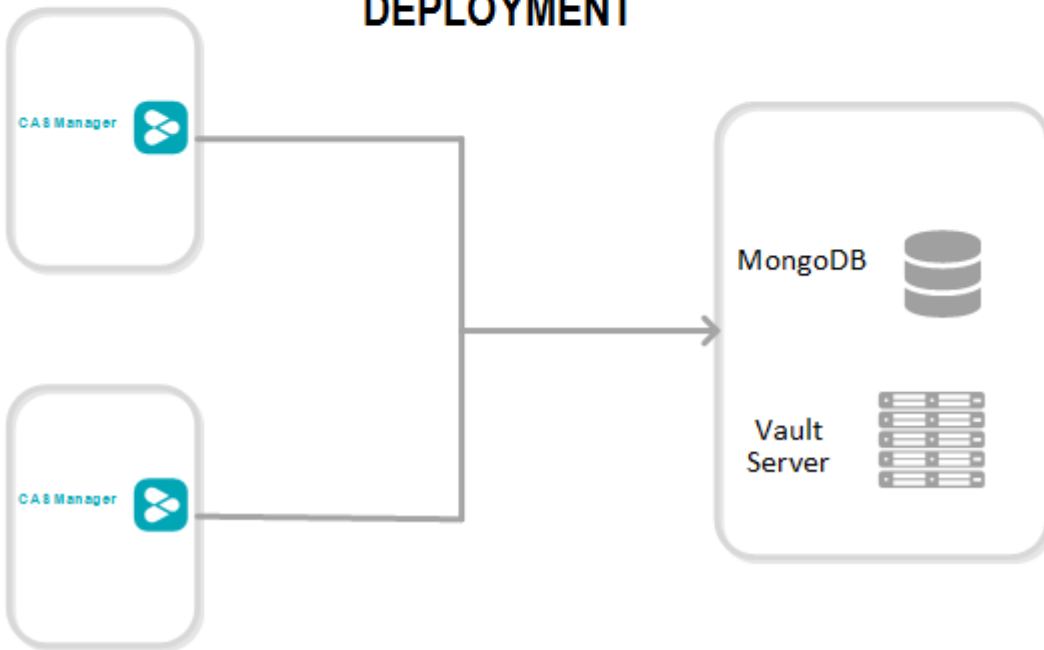 DEPLOYMENT
CAS Manager
MongoDB
Vault
Server
CAS Manager